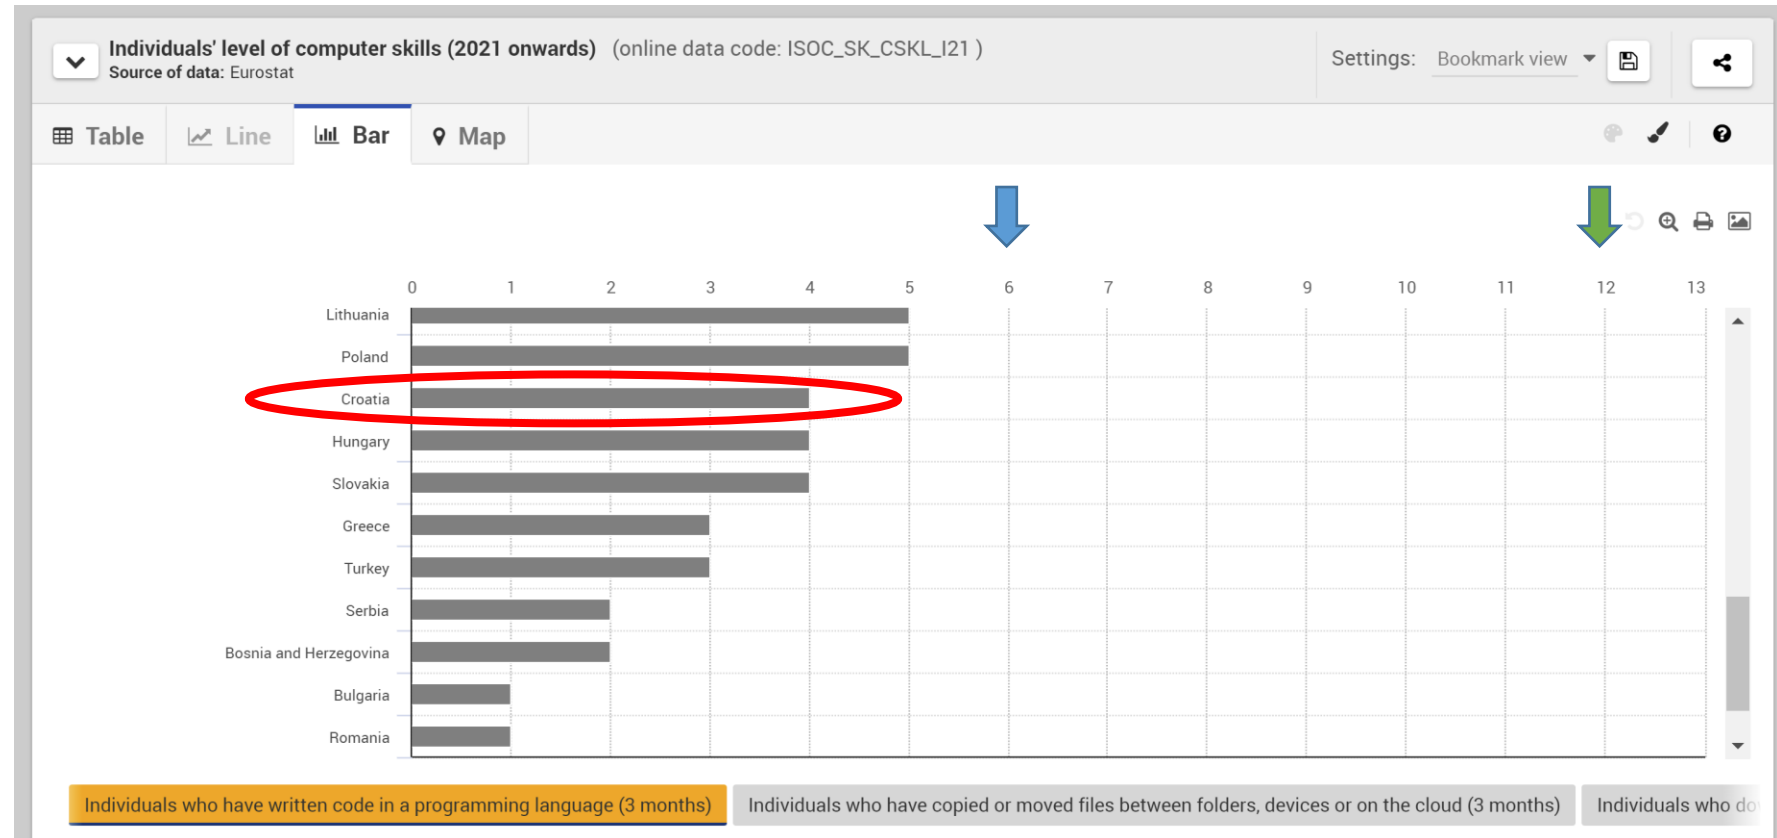 Individuals' level of computer skills (2021 onwards) (online data code: ISOC_SK_CSKL_I21 )
Source of data: Eurostat
Settings: Bookmark view
Table Line Bar Map
0 1 2 3 4 5 6 7 8 9 10 11 12 13
Lithuania
Poland
Croatia
Hungary
Slovakia
Greece
Turkey
Serbia
Bosnia and Herzegovina
Bulgaria
Romania
Individuals who have written code in a programming language (3 months) Individuals who have copied or moved files between folders, devices or on the cloud (3 months) Individuals who